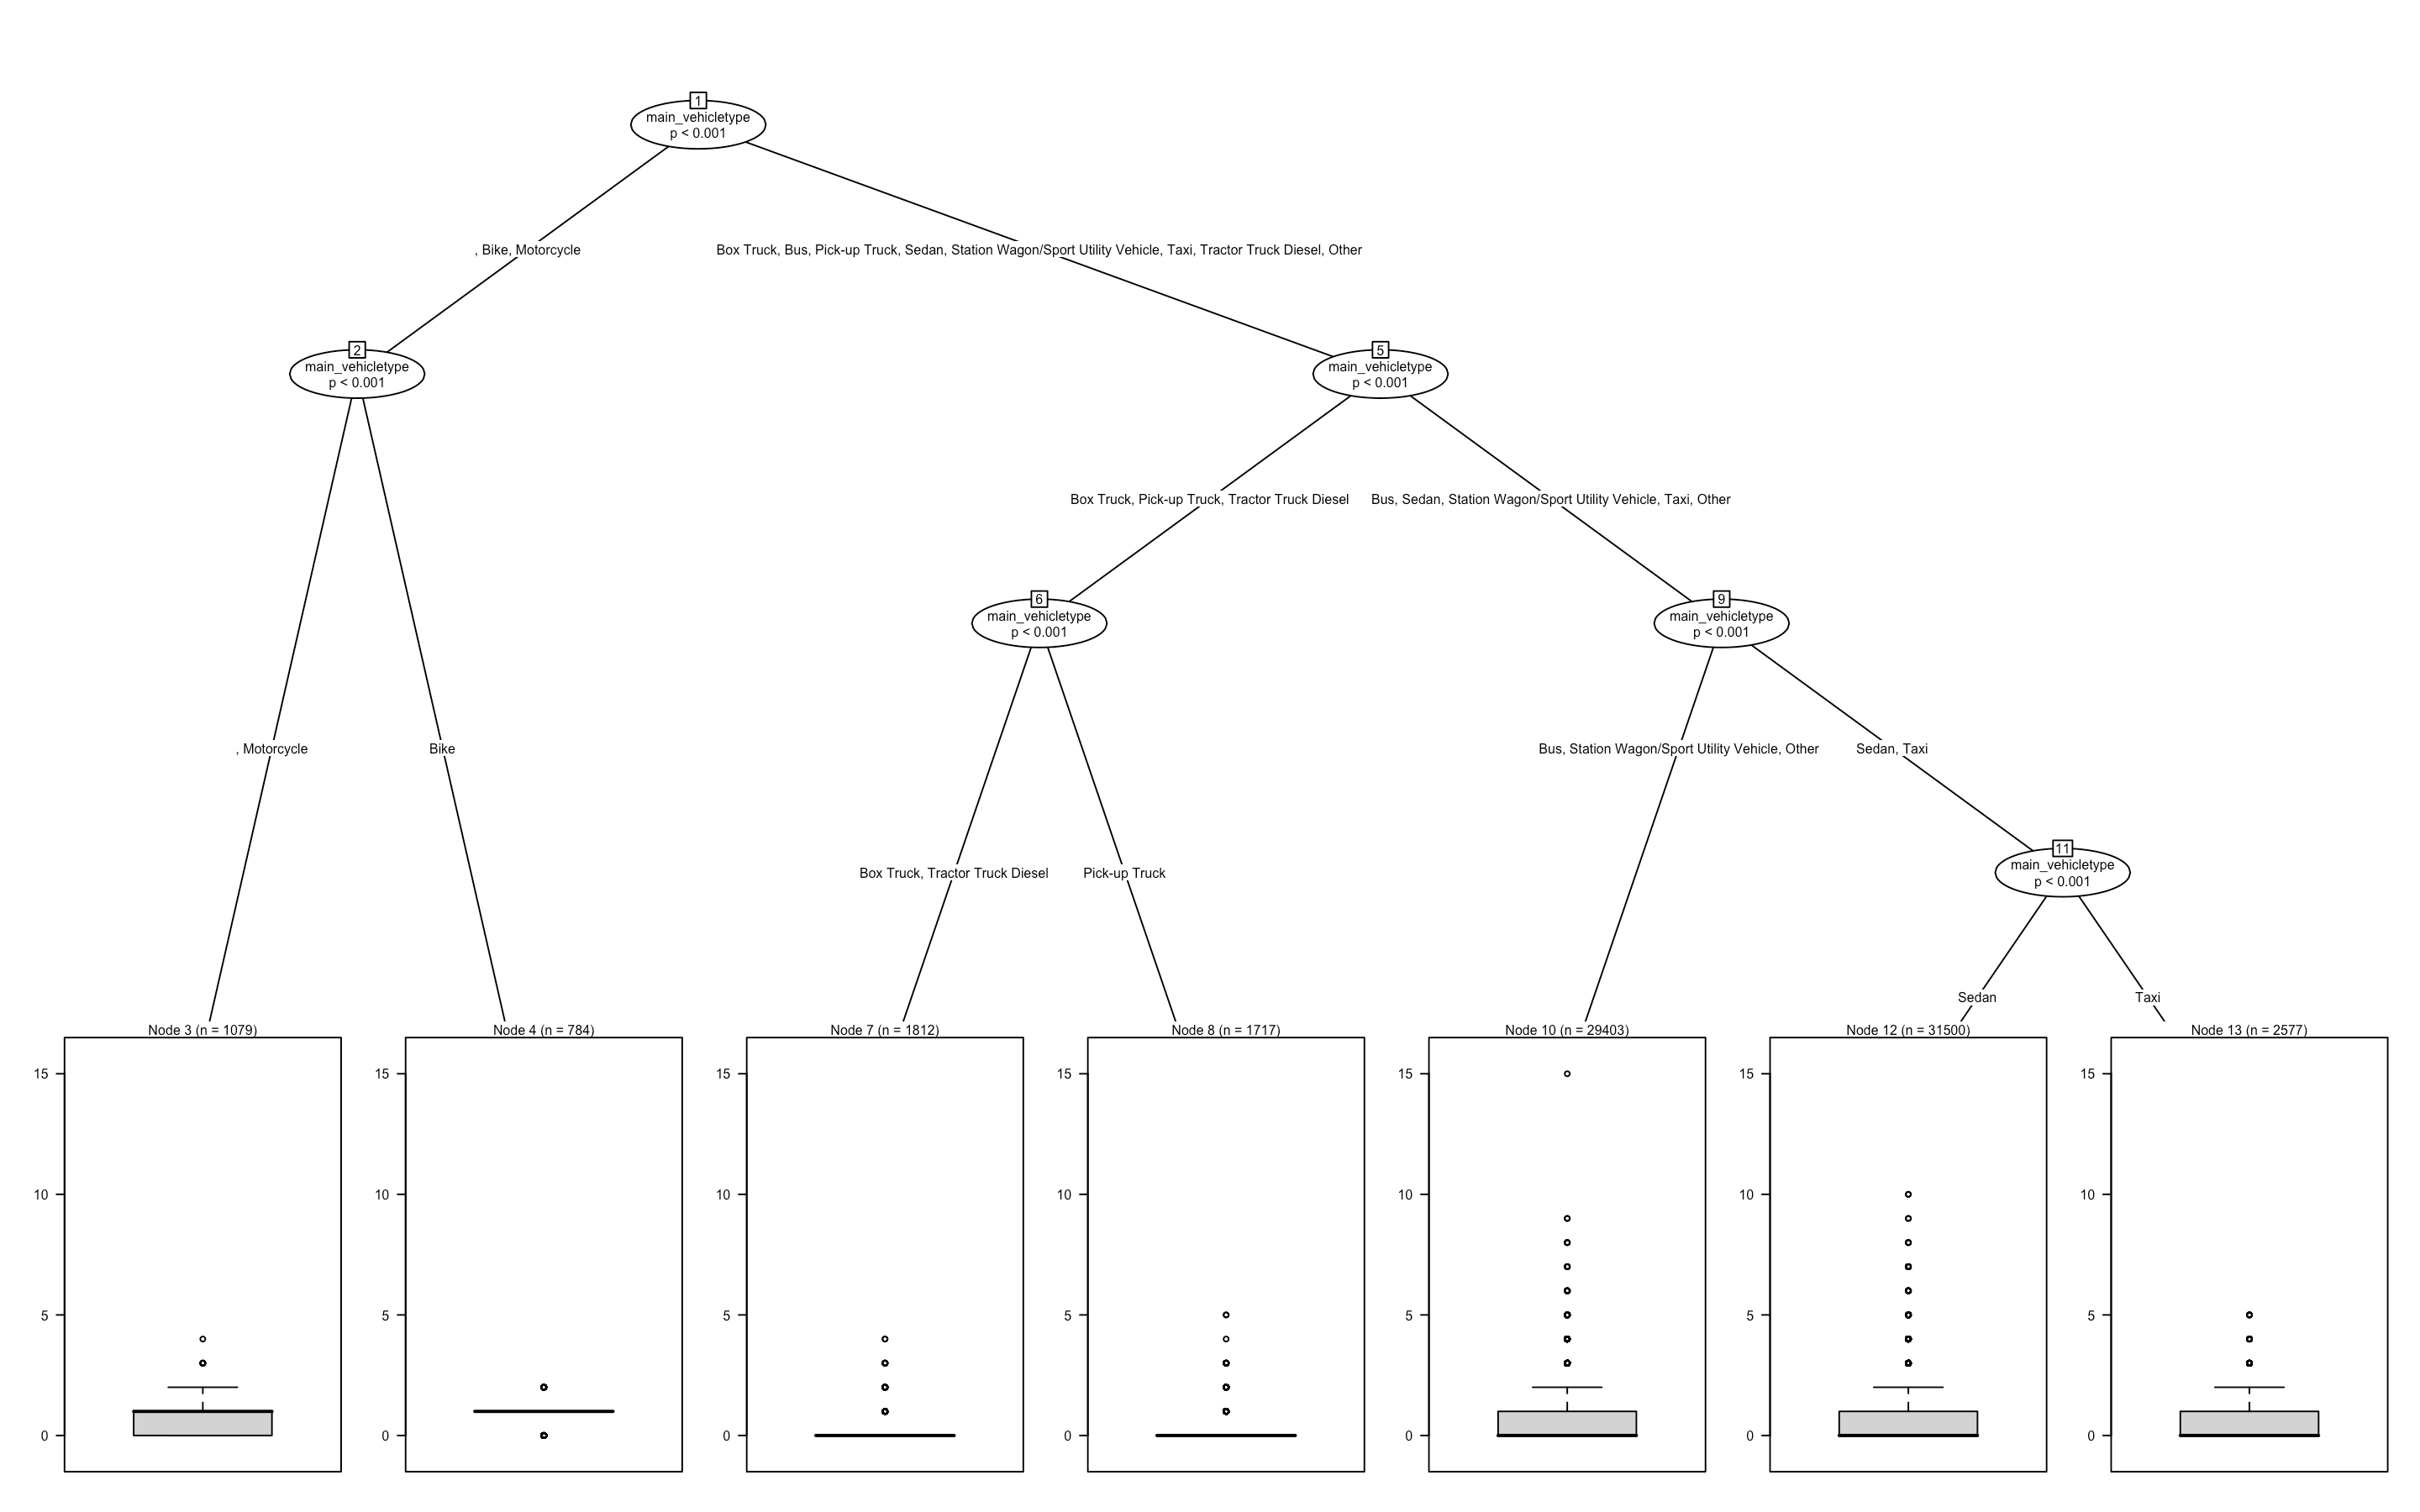 1
main_vehicletype
p < 0.001
, Bike, Motorcycle
Box Truck, Bus, Pick-up Truck, Sedan, Station Wagon/Sport Utility Vehicle, Taxi, Tractor Truck Diesel, Other
2
main_vehicletype
p < 0.001
5
main_vehicletype
p < 0.001
Box Truck, Pick-up Truck, Tractor Truck Diesel
Bus, Sedan, Station Wagon/Sport Utility Vehicle, Taxi, Other
6
main_vehicletype
p < 0.001
9
main_vehicletype
p < 0.001
, Motorcycle
Bike
Bus, Station Wagon/Sport Utility Vehicle, Other
Sedan, Taxi
Box Truck, Tractor Truck Diesel
Pick-up Truck
11
main_vehicletype
p < 0.001
Sedan
Taxi
Node 3 (n = 1079)
15
10
5
0
Node 4 (n = 784)
15
10
5
0
Node 7 (n = 1812)
15
10
5
0
Node 8 (n = 1717)
15
10
5
0
Node 10 (n = 29403)
15
10
5
0
Node 12 (n = 31500)
15
10
5
0
Node 13 (n = 2577)
15
10
5
0